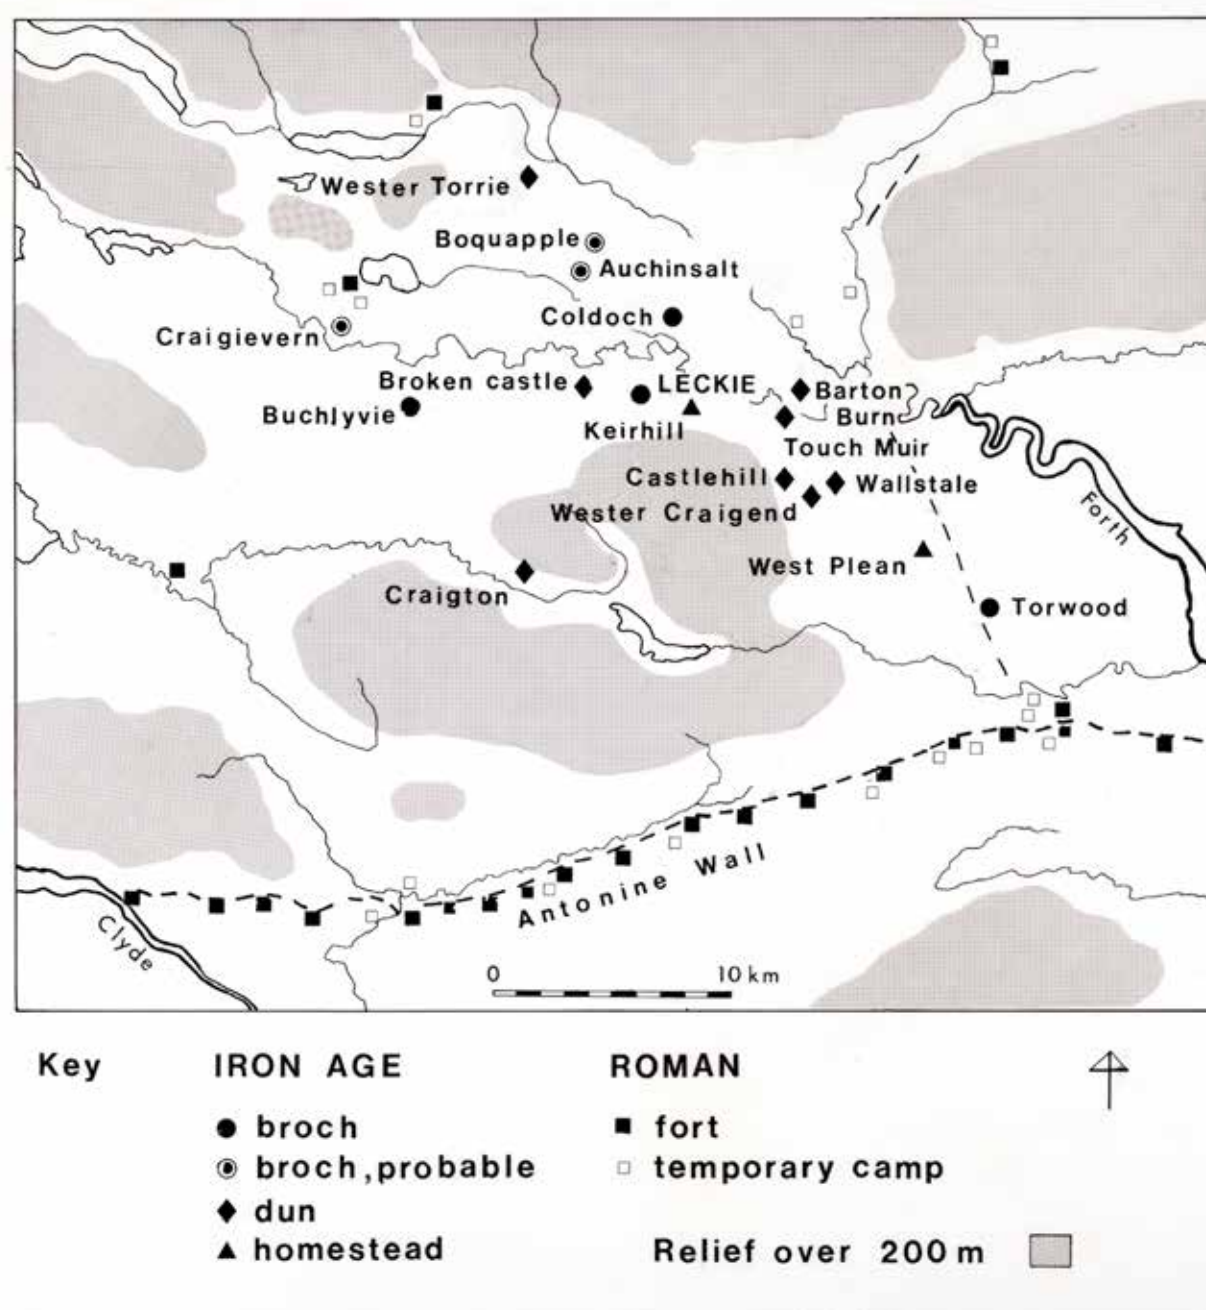 Wester Torrie
Boquapple
Auchinsalt
Coldoch
Craigievern
Broken castle
LECKIE
Barton
Buchlyvie
Burn
Keirhill
Touch Muir
Castlehill
Wallstale
Wester Craigend
Forth
West Plean
Craigton
Torwood
Antonine Wall
Clyde
0 10 km
Key
IRON AGE
ROMAN
broch
fort
broch, probable
temporary camp
dun
homestead
Relief over 200 m